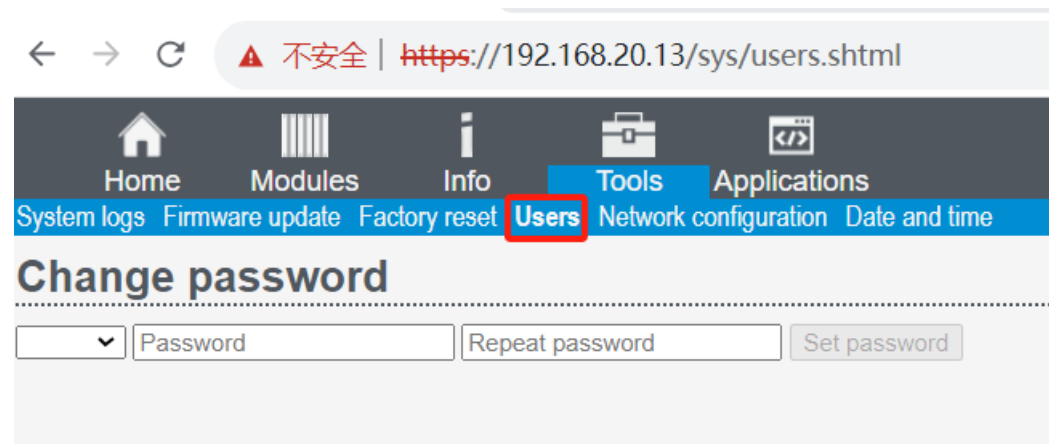 不安全 | https://192.168.20.13/sys/users.shtml
Home Modules Info Tools Applications
System logs Firmware update Factory reset Users Network configuration Date and time
Change password
Password Repeat password Set password